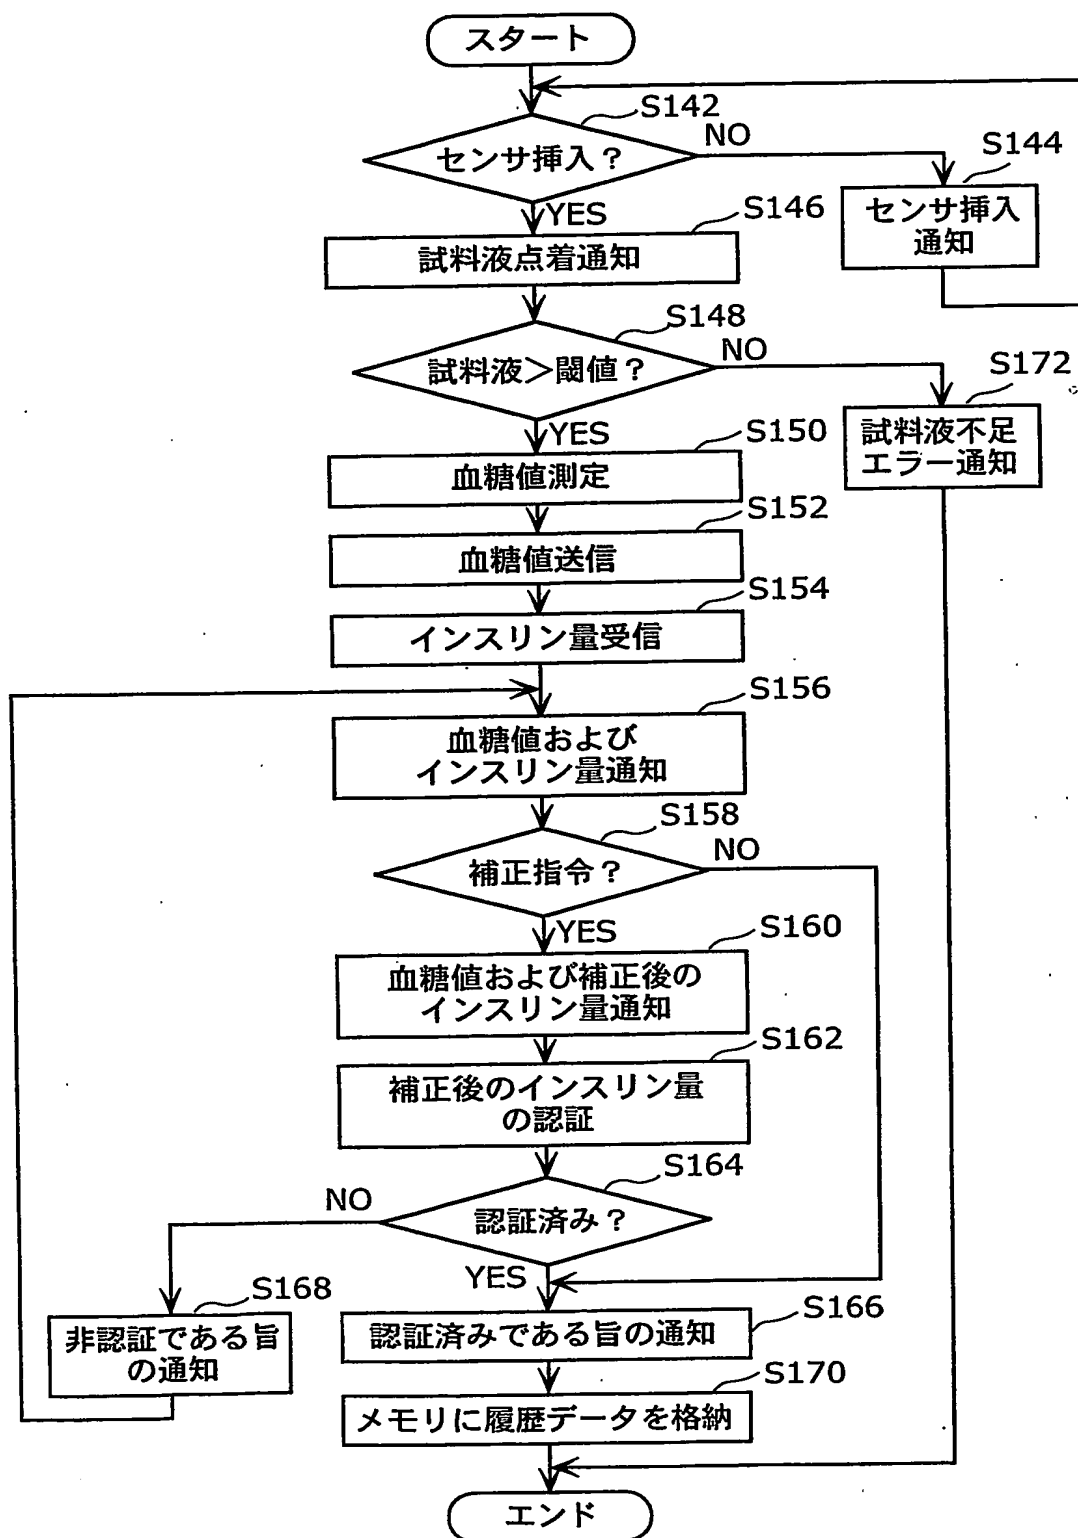 スタート
S142
センサ挿入?
NO
S144
センサ挿入
通知
YES
S146
試料液点着通知
S148
試料液>閾値?
NO
S172
試料液不足
エラー通知
YES
S150
血糖値測定
S152
血糖値送信
S154
インスリン量受信
S156
血糖値および
インスリン量通知
S158
補正指令?
NO
YES
S160
血糖値および補正後の
インスリン量通知
S162
補正後のインスリン量
の認証
S164
認証済み?
NO
YES
S168
非認証である旨
の通知
S166
認証済みである旨の通知
S170
メモリに履歴データを格納
エンド